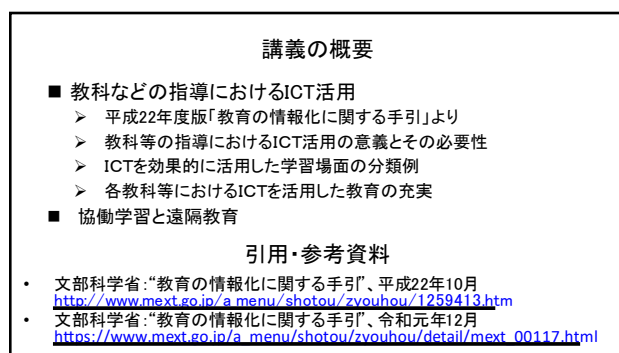 講義の概要
■ 教科などの指導におけるICT活用
➢ 平成22年度版「教育の情報化に関する手引」より
➢ 教科等の指導におけるICT活用の意義とその必要性
➢ ICTを効果的に活用した学習場面の分類例
➢ 各教科等におけるICTを活用した教育の充実
■ 協働学習と遠隔教育
引用・参考資料
• 文部科学省:“教育の情報化に関する手引”、平成22年10月
http://www.mext.go.jp/a_menu/shotou/zyouhou/1259413.htm
• 文部科学省:“教育の情報化に関する手引”、令和元年12月
https://www.mext.go.jp/a_menu/shotou/zyouhou/detail/mext_00117.html